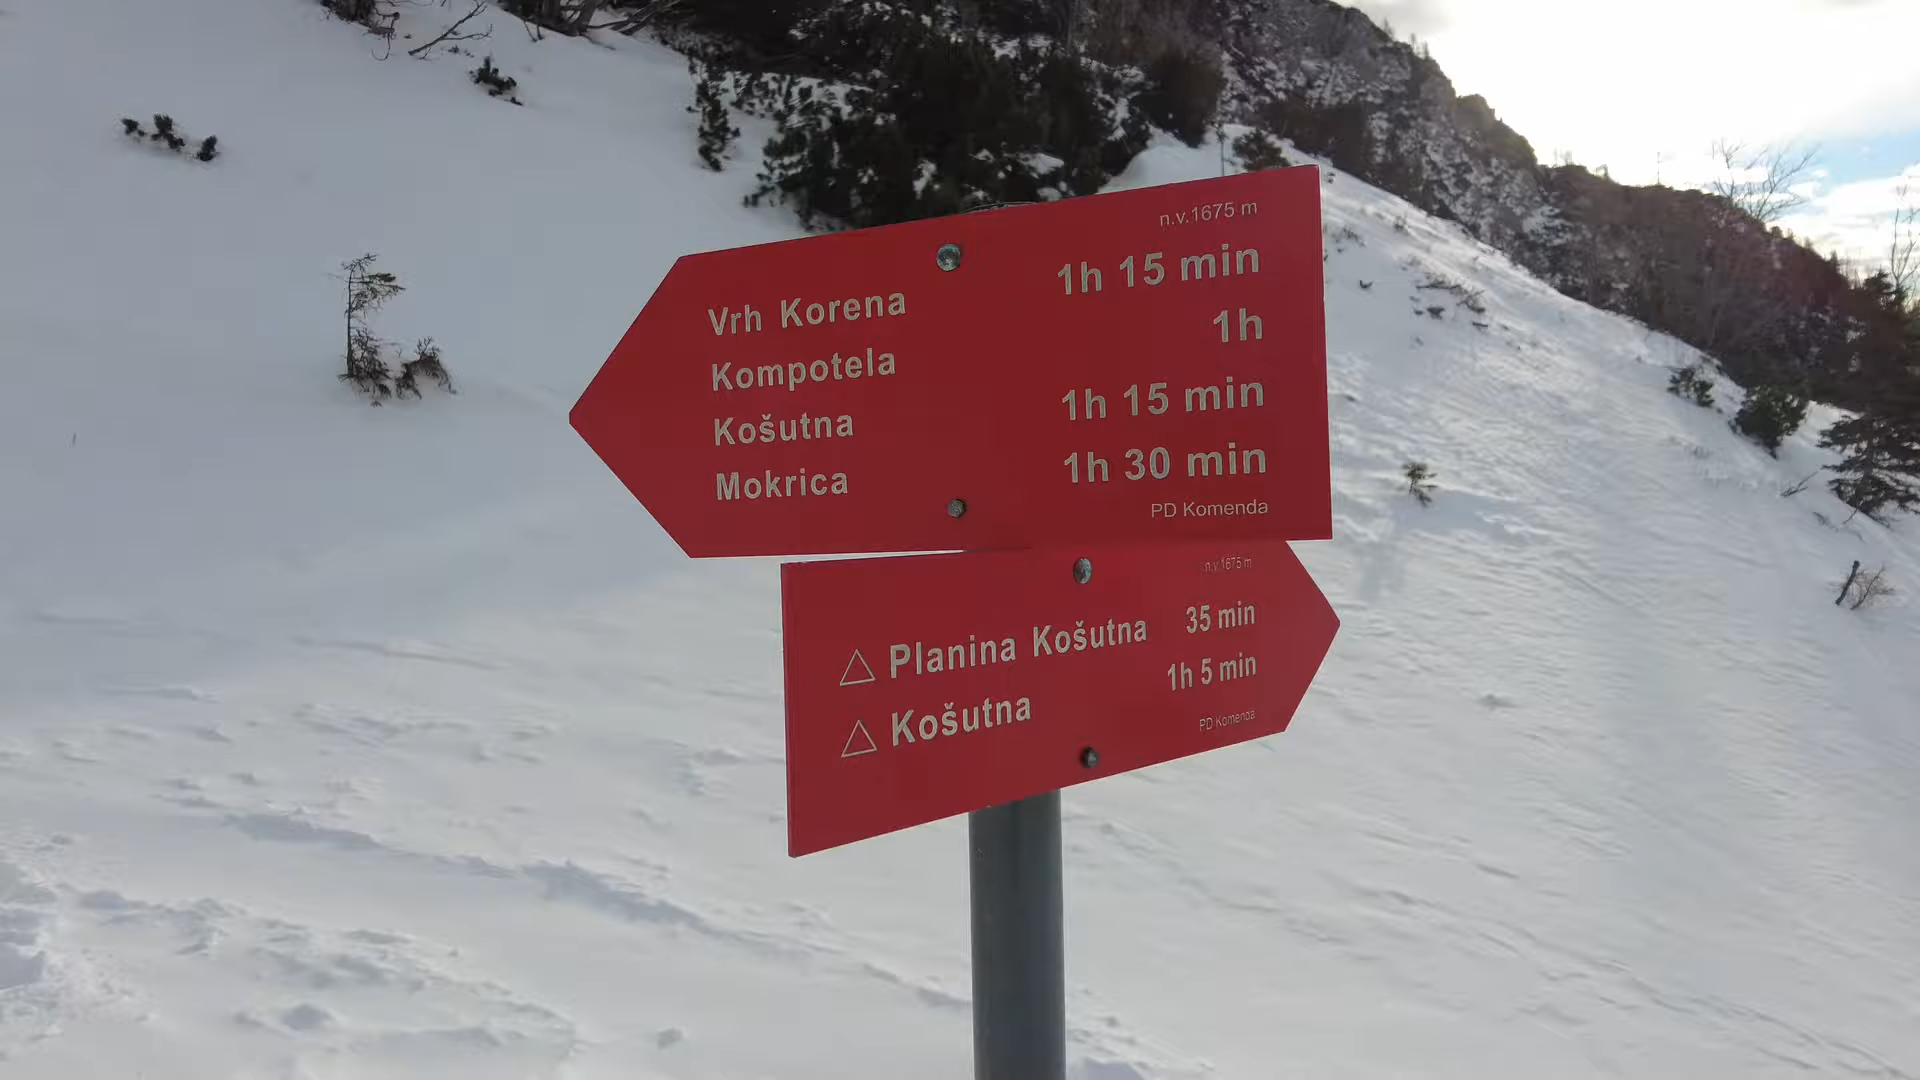 n.v.1675 m
Vrh Korena 1h 15 min
Kompotela 1h
Košutna 1h 15 min
Mokrica 1h 30 min
PD Komenda
n.v.1675 m
Planina Košutna 35 min
Košutna 1h 5 min
PD Komenda